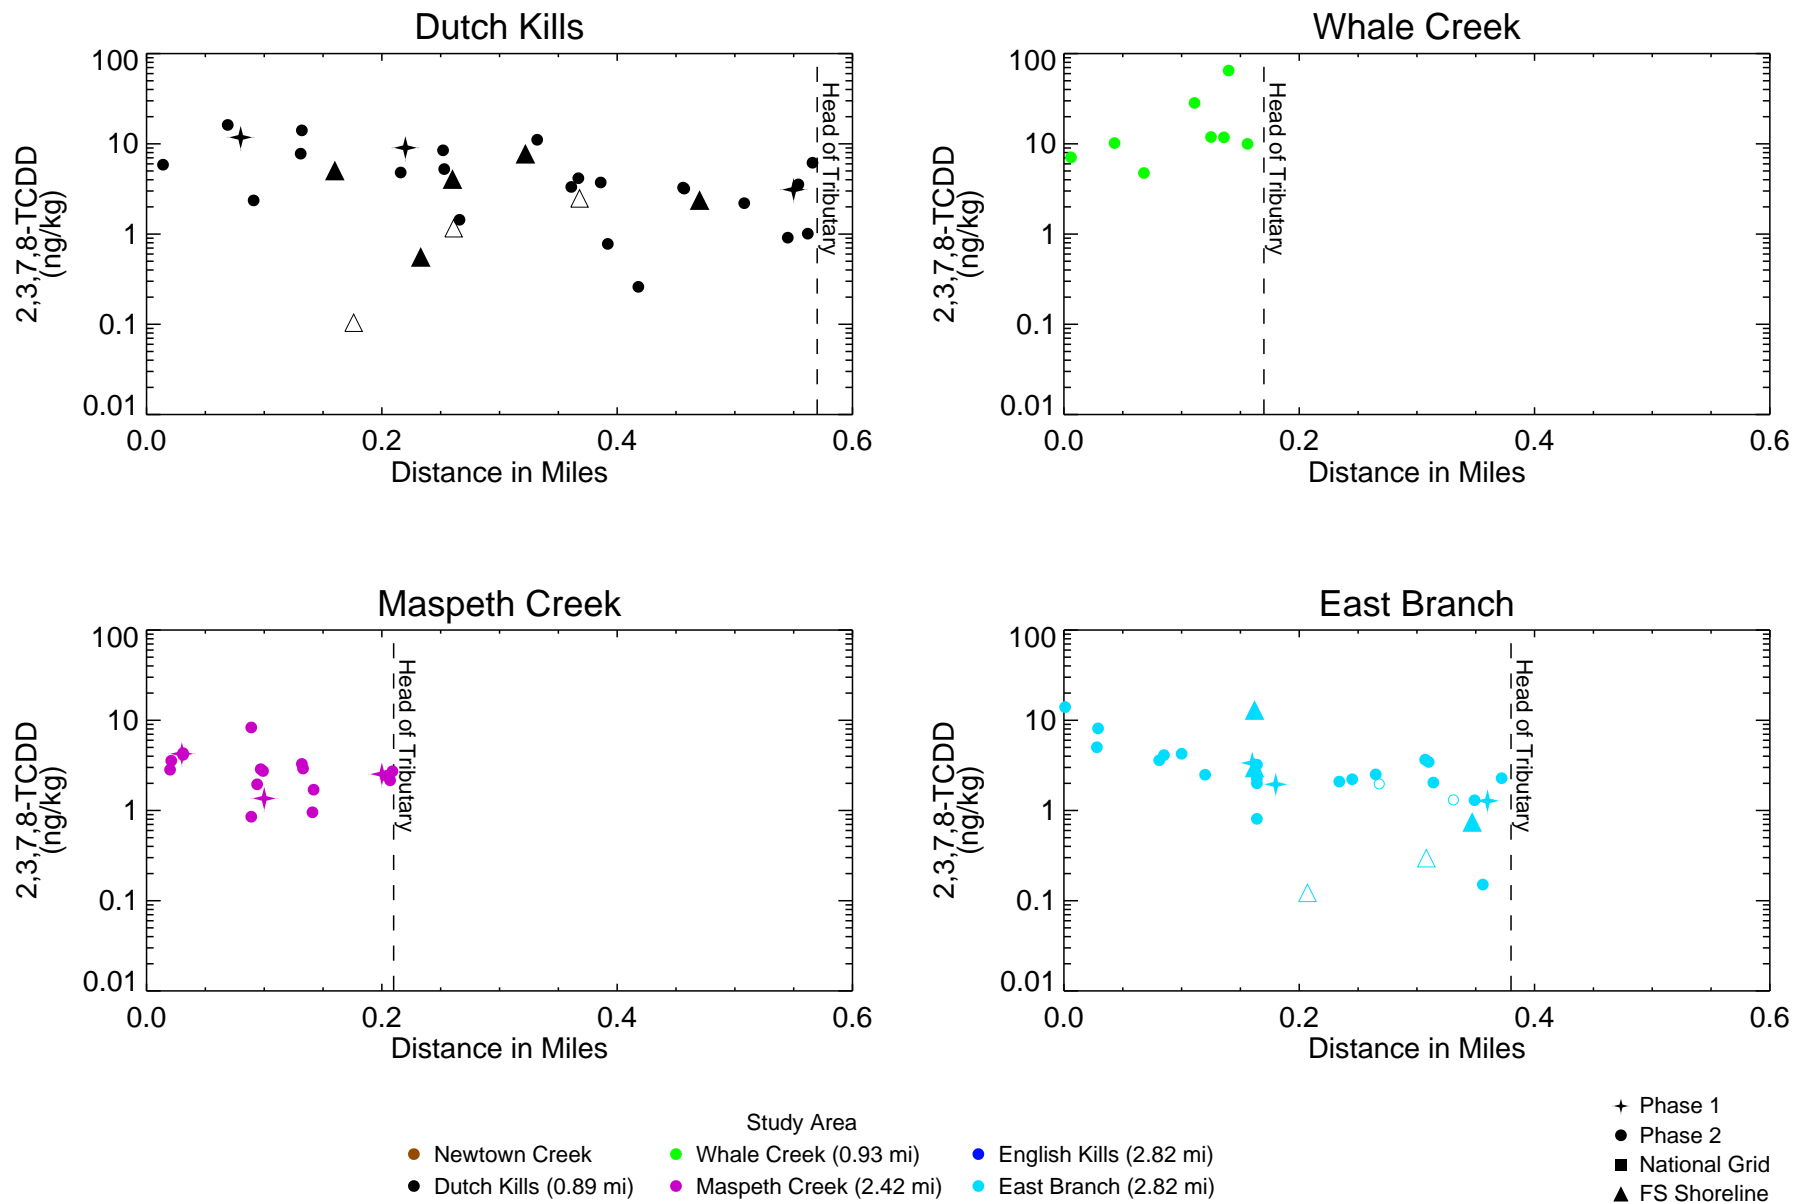 Dutch Kills
100
10
1
0.1
0.01
2,3,7,8-TCDD
(ng/kg)
Head of Tributary
0.0 0.2 0.4 0.6
Distance in Miles
Whale Creek
100
10
1
0.1
0.01
2,3,7,8-TCDD
(ng/kg)
Head of Tributary
0.0 0.2 0.4 0.6
Distance in Miles
Maspeth Creek
100
10
1
0.1
0.01
2,3,7,8-TCDD
(ng/kg)
Head of Tributary
0.0 0.2 0.4 0.6
Distance in Miles
East Branch
100
10
1
0.1
0.01
2,3,7,8-TCDD
(ng/kg)
Head of Tributary
0.0 0.2 0.4 0.6
Distance in Miles
Study Area
Newtown Creek
Dutch Kills (0.89 mi)
Whale Creek (0.93 mi)
Maspeth Creek (2.42 mi)
English Kills (2.82 mi)
East Branch (2.82 mi)
Phase 1
Phase 2
National Grid
FS Shoreline